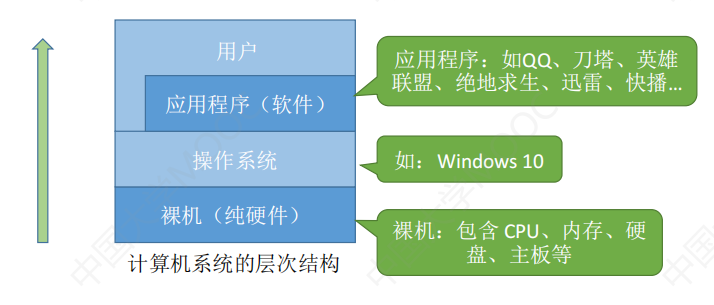 用户
应用程序（软件）
操作系统
裸机（纯硬件）
计算机系统的层次结构
应用程序：如QQ、刀塔、英雄
联盟、绝地求生、迅雷、快播…
如：Windows 10
裸机：包含 CPU、内存、硬
盘、主板等